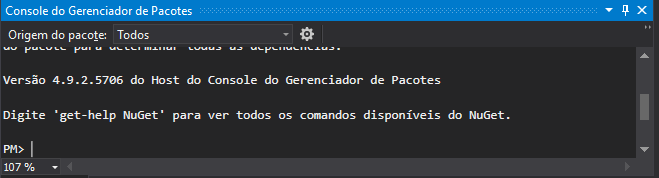 Console do Gerenciador de Pacotes
Origem do pacote: Todos
do pacote para determinar todas as dependências.
Versão 4.9.2.5706 do Host do Console do Gerenciador de Pacotes
Digite 'get-help NuGet' para ver todos os comandos disponíveis do NuGet.
PM>
107 %